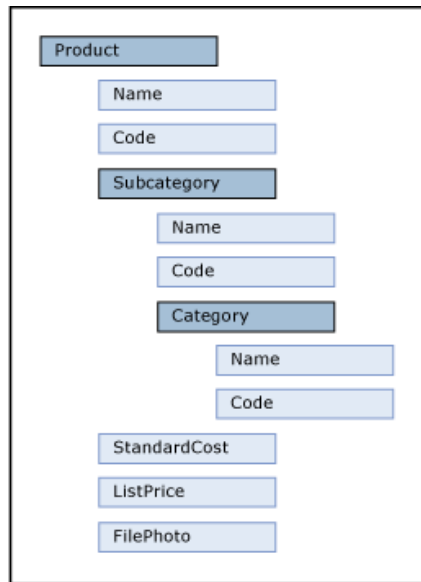 Product
Name
Code
Subcategory
Name
Code
Category
Name
Code
StandardCost
ListPrice
FilePhoto